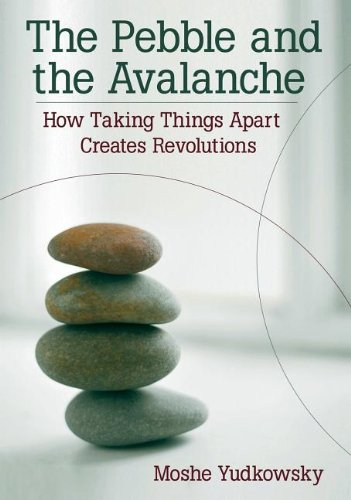 The Pebble and
the Avalanche
How Taking Things Apart
Creates Revolutions
Moshe Yudkowsky